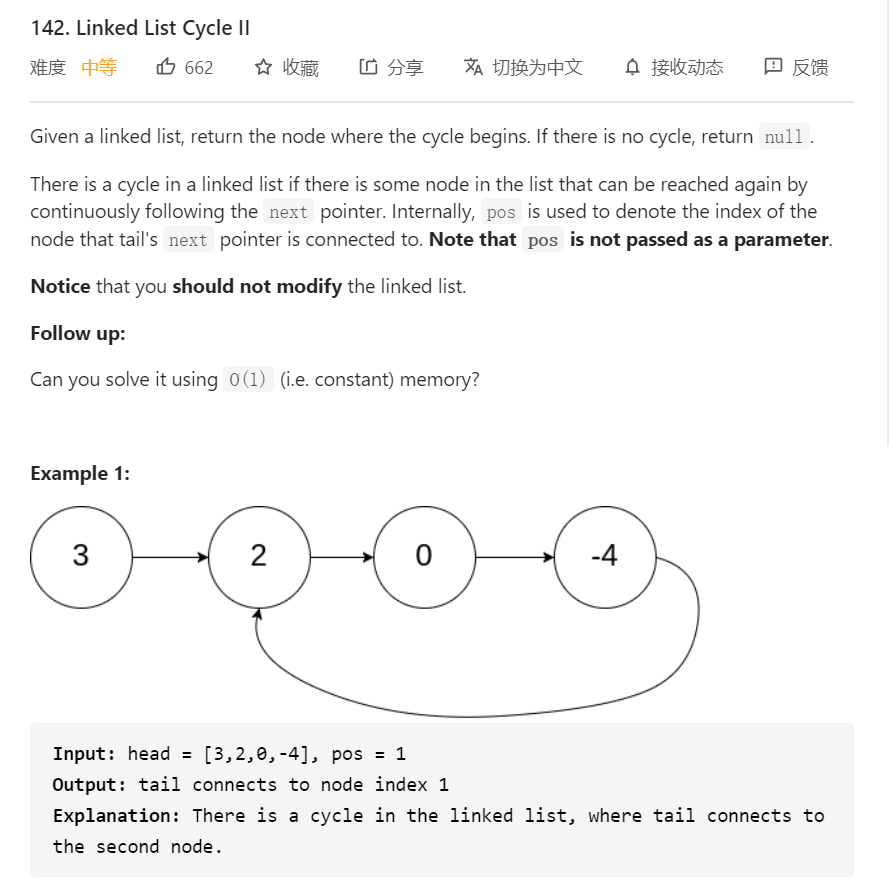 142. Linked List Cycle II
难度 中等 662 收藏 分享 切换为中文 接收动态 反馈
Given a linked list, return the node where the cycle begins. If there is no cycle, return null.
There is a cycle in a linked list if there is some node in the list that can be reached again by
continuously following the next pointer. Internally, pos is used to denote the index of the
node that tail's next pointer is connected to. Note that pos is not passed as a parameter.
Notice that you should not modify the linked list.
Follow up:
Can you solve it using O(1) (i.e. constant) memory?
Example 1:
3 2 0 -4
Input: head = [3,2,0,-4], pos = 1
Output: tail connects to node index 1
Explanation: There is a cycle in the linked list, where tail connects to
the second node.